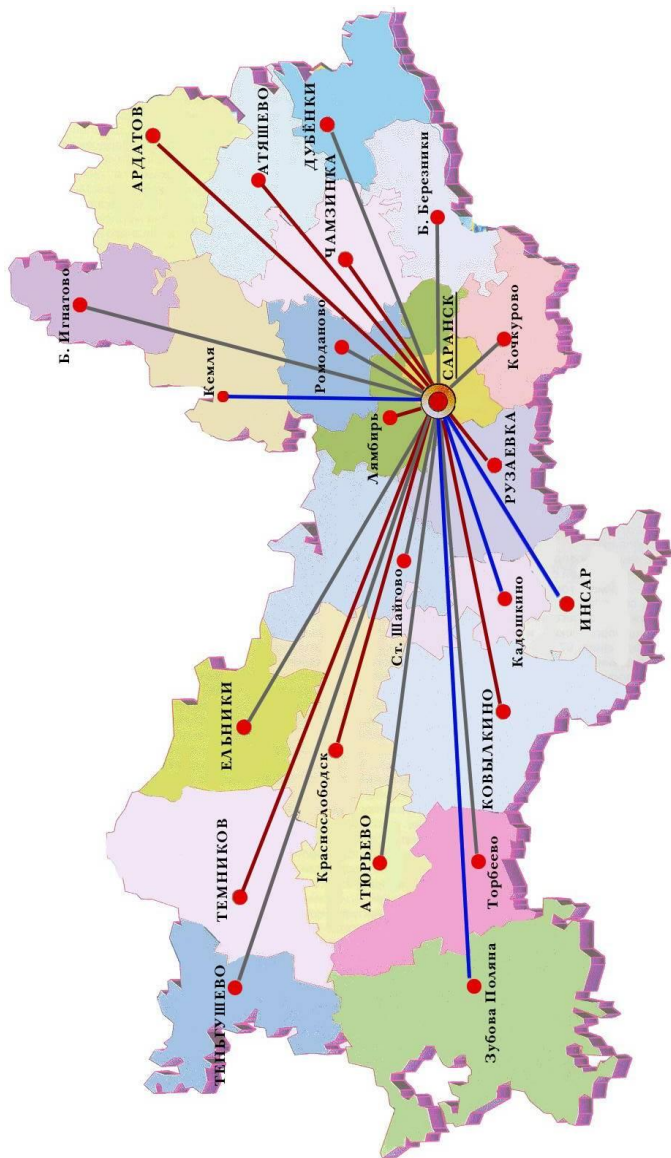 Б. Игнатово
АРДАТОВ
Кемля
АТЯШЕВО
Ромоданово
ЧАМЗИНКА
ДУБЁНКИ
Лямбирь
САРАНСК
Б. Березники
Кочкурово
РУЗАЕВКА
ЕЛЬНИКИ
Ст. Шайгово
Кадошкино
ИНСАР
ТЕМНИКОВ
Краснослободск
АТЮРЬЕВО
КОВЫЛКИНО
ТЕНЬГУШЕВО
Торбеево
Зубова Поляна